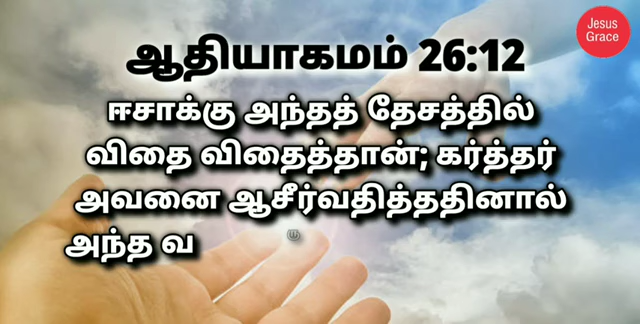 Jesus
Grace
ஆதியாகமம் 26:12
ஈசாக்கு அந்தத் தேசத்தில்
விதை விதைத்தான்; கர்த்தர்
அவனை ஆசீர்வதித்ததினால்
அந்த வ ரு